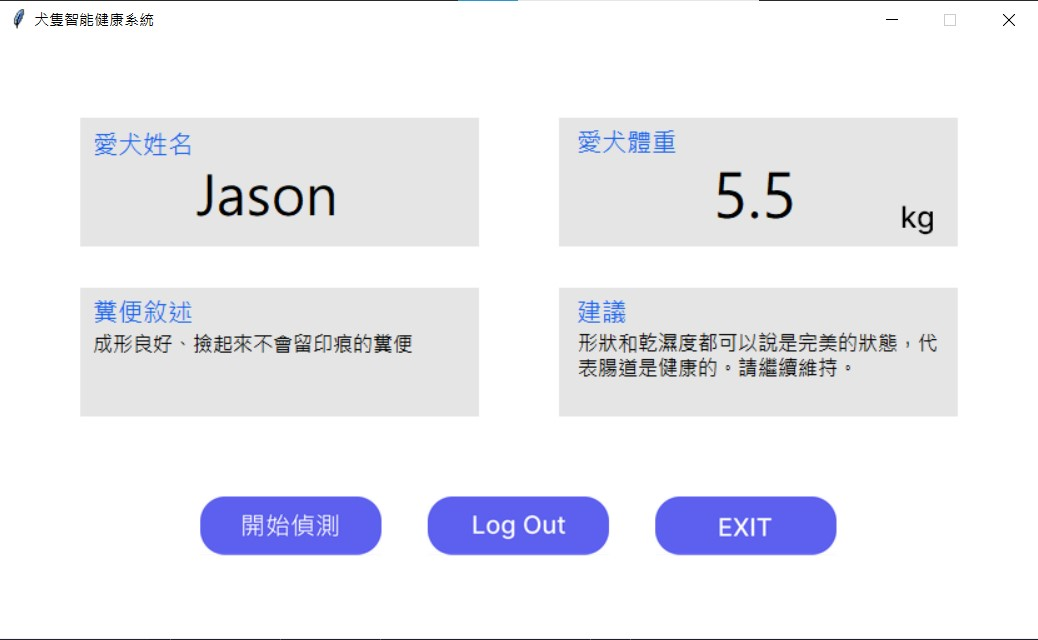 犬隻智能健康系統
愛犬姓名
Jason
愛犬體重
5.5
kg
糞便敘述
成形良好、撿起來不會留印痕的糞便
建議
形狀和乾濕度都可以說是完美的狀態，代
表腸道是健康的。請繼續維持。
開始偵測
Log Out
EXIT